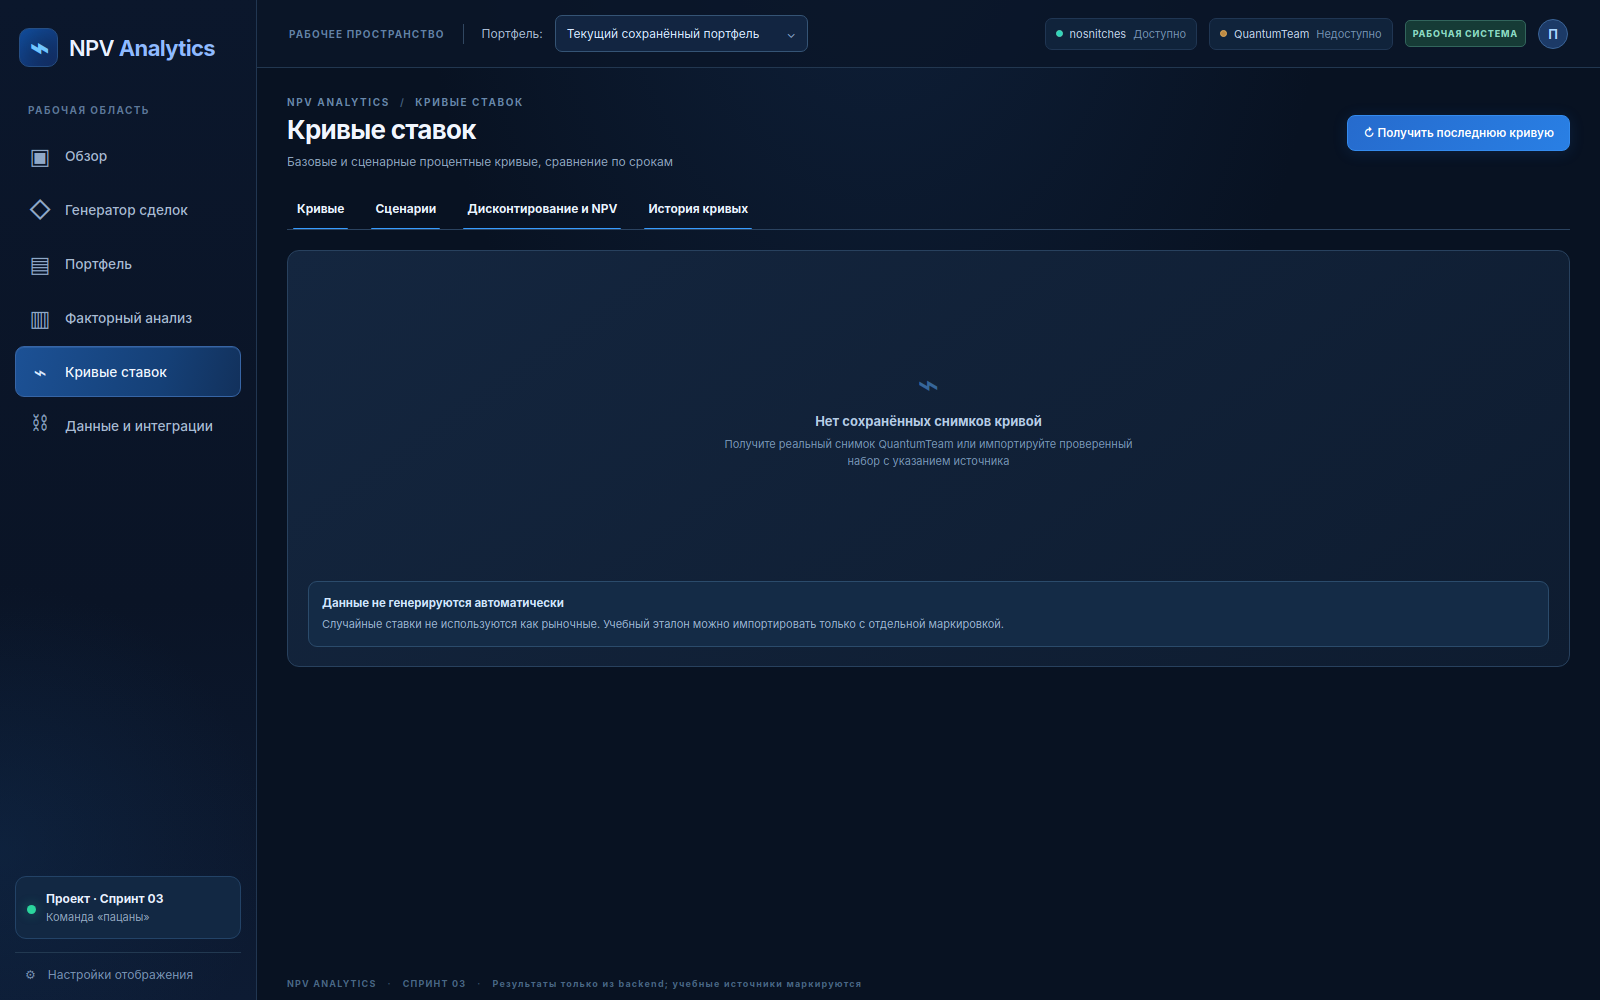 NPV Analytics
РАБОЧАЯ ОБЛАСТЬ
Обзор
Генератор сделок
Портфель
Факторный анализ
Кривые ставок
Данные и интеграции
Проект · Спринт 03
Команда «пацаны»
Настройки отображения
РАБОЧЕЕ ПРОСТРАНСТВО
Портфель:
Текущий сохранённый портфель
nosnitches Доступно
QuantumTeam Недоступно
РАБОЧАЯ СИСТЕМА
П
NPV ANALYTICS / КРИВЫЕ СТАВОК
Кривые ставок
Базовые и сценарные процентные кривые, сравнение по срокам
↻ Получить последнюю кривую
Кривые
Сценарии
Дисконтирование и NPV
История кривых
Нет сохранённых снимков кривой
Получите реальный снимок QuantumTeam или импортируйте проверенный
набор с указанием источника
Данные не генерируются автоматически
Случайные ставки не используются как рыночные. Учебный эталон можно импортировать только с отдельной маркировкой.
NPV ANALYTICS · СПРИНТ 03 · Результаты только из backend; учебные источники маркируются